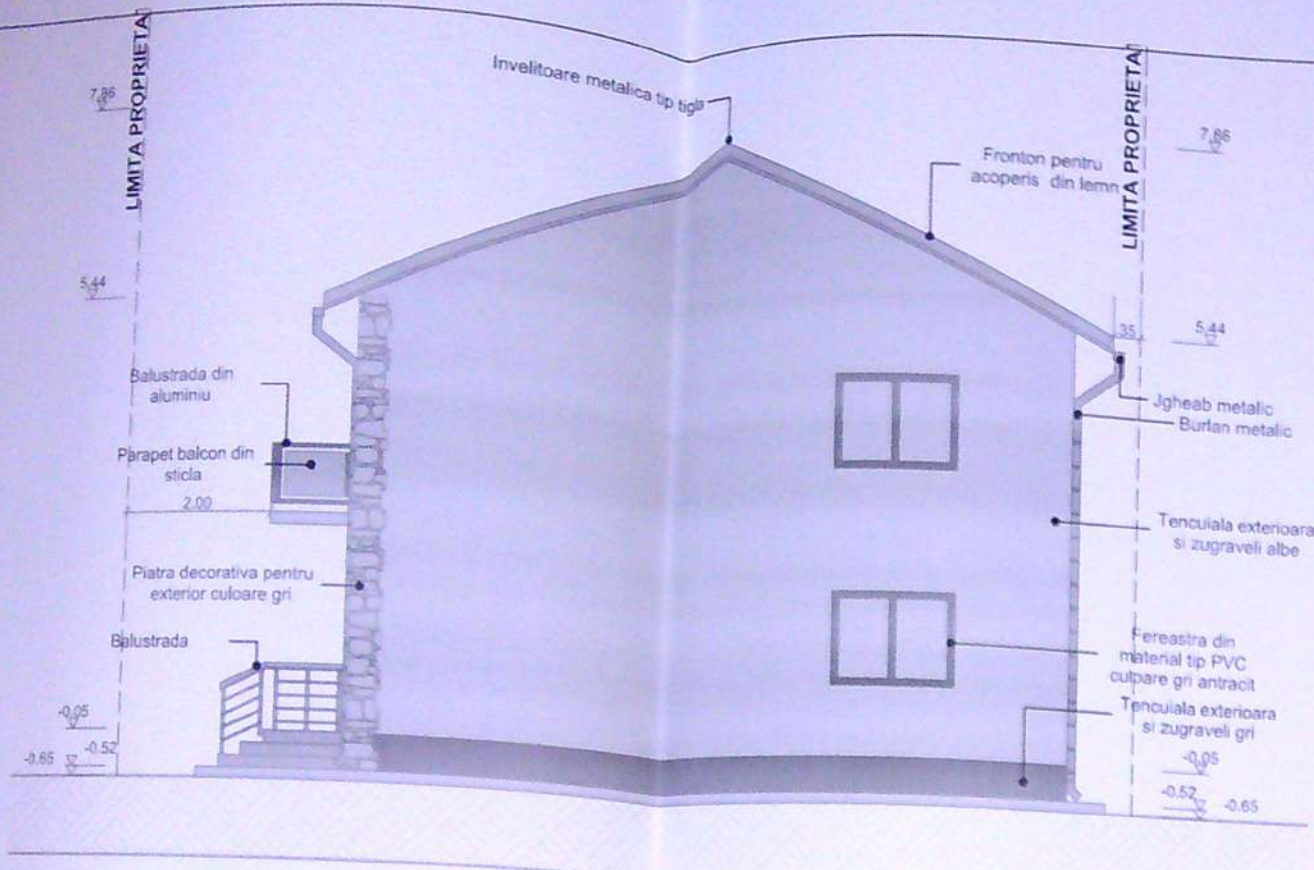 LIMITA PROPRIETA
7,86
Invelitoare metalica tip tigla
LIMITA PROPRIETA
7,86
Fronton pentru
acoperis din lemn
5,44
35
5,44
Balustrada din
aluminiu
Jgheab metalic
Burlan metalic
Parapet balcon din
sticla
2.00
Tencuiala exterioara
si zugraveli albe
Piatra decorativa pentru
exterior culoare gri
Balustrada
Fereastra din
material tip PVC
culpare gri antracit
Tencuiala exterioara
si zugraveli gri
-0,05
-0.52
-0.65
-0,05
-0.52
-0.65